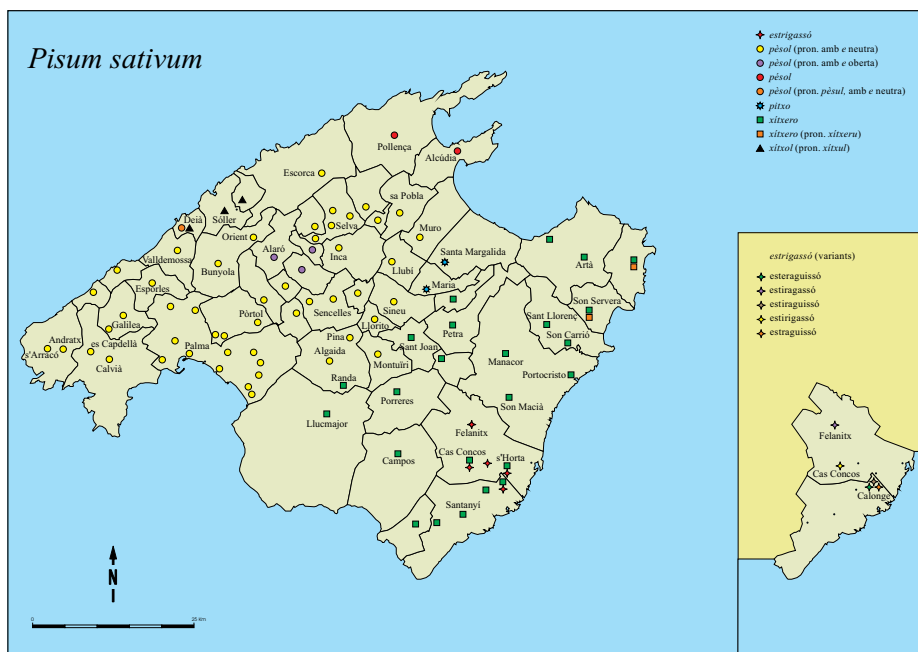 Pisum sativum
estrigassó
pèsol (pron. amb e neutra)
pèsol (pron. amb e oberta)
pésol
pèsol (pron. pèsul, amb e neutra)
pitxo
xítxero
xítxero (pron. xítxeru)
xítxol (pron. xítxul)
Pollença
Alcúdia
Escorca
sa Pobla
Selva
Deià
Sóller
Orient
Alaró
Inca
Muro
Santa Margalida
Valldemossa
Bunyola
Llubí
Artà
Esporles
Maria
Son Servera
Galilea
Pòrtol
Sencelles
Sineu
Sant Llorenç
Andratx
es Capdellà
Palma
Llorito
Petra
Son Carrió
s'Arracó
Calvià
Pina
Algaida
Montuïri
Sant Joan
Manacor
Randa
Portocristo
Porreres
Son Macià
Llucmajor
Felanitx
Cas Concos
s'Horta
Campos
Santanyí
N
0
25 km
estrigassó (variants)
esteraguissó
estiragassó
estiraguissó
estirigassó
estraguissó
Felanitx
Cas Concos
Calonge